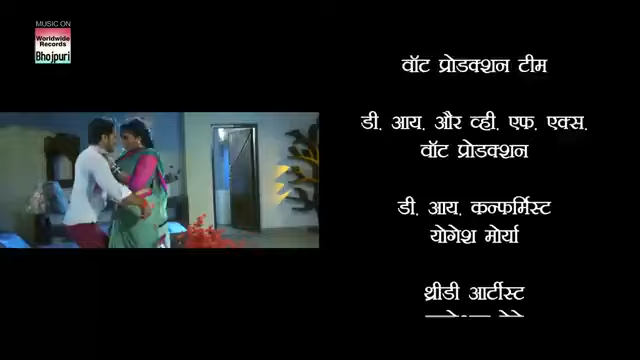 MUSIC ON
Worldwide
Records
Bhojpuri
वॉट प्रोडक्शन टीम
डी. आय. और व्ही. एफ. एक्स.
वॉट प्रोडक्शन
डी. आय. कन्फर्मिस्ट
योगेश मोर्या
थ्रीडी आर्टीस्ट